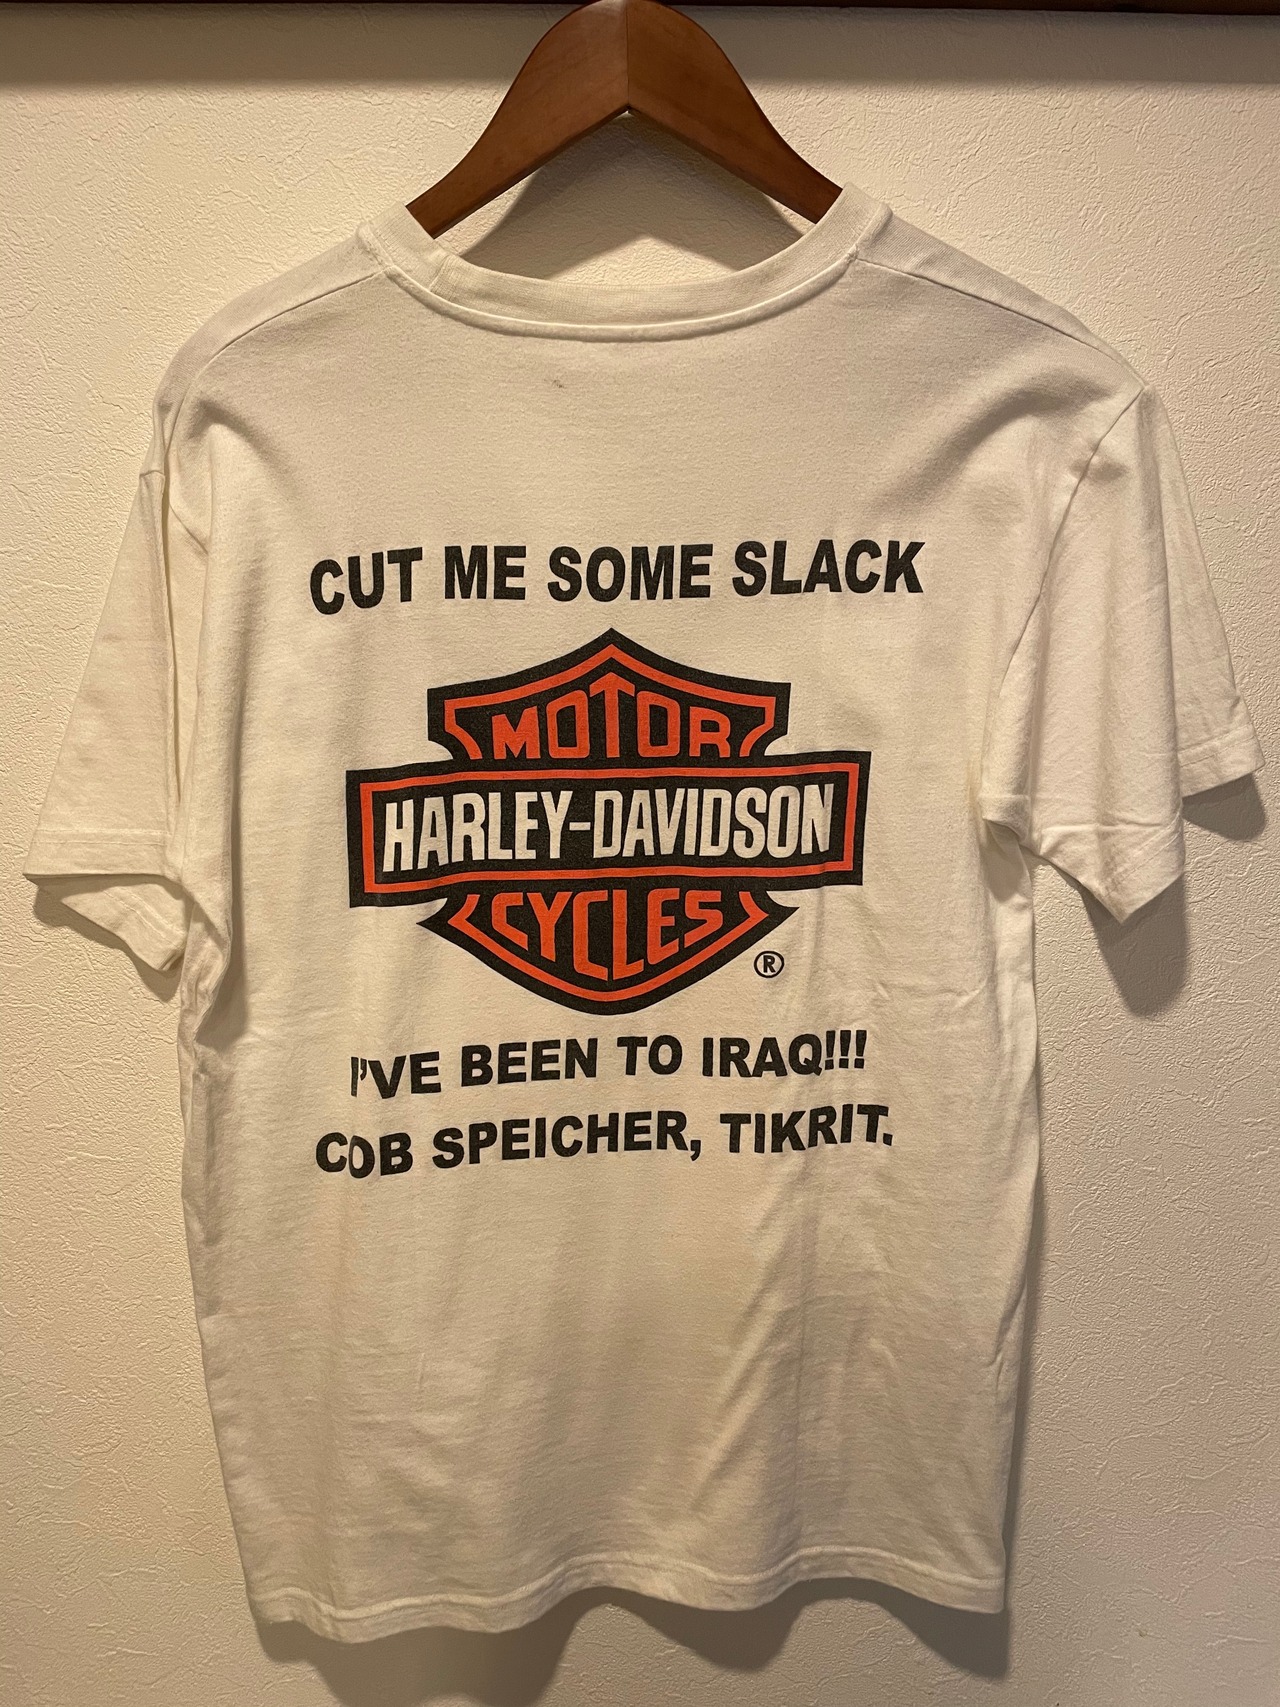 CUT ME SOME SLACK
MOTOR
HARLEY-DAVIDSON
CYCLES
®
I'VE BEEN TO IRAQ!!!
COB SPEICHER, TIKRIT.